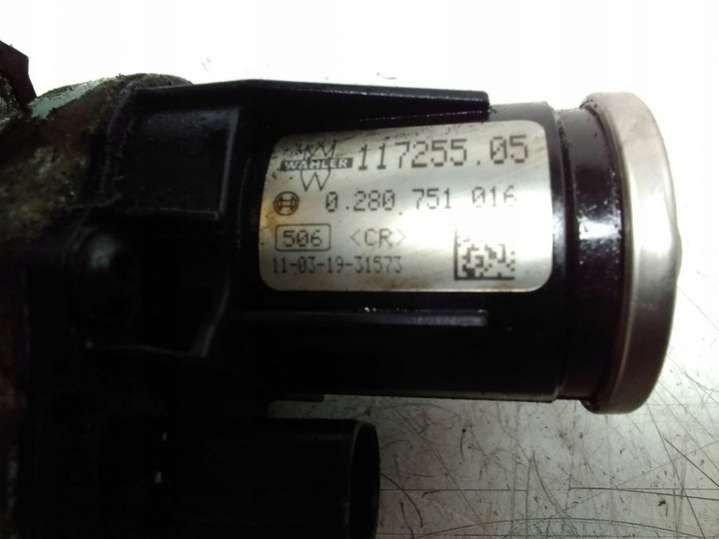 WAHLER 117255.05
0.280 751 016
506 <CR>
11-03-19-31573